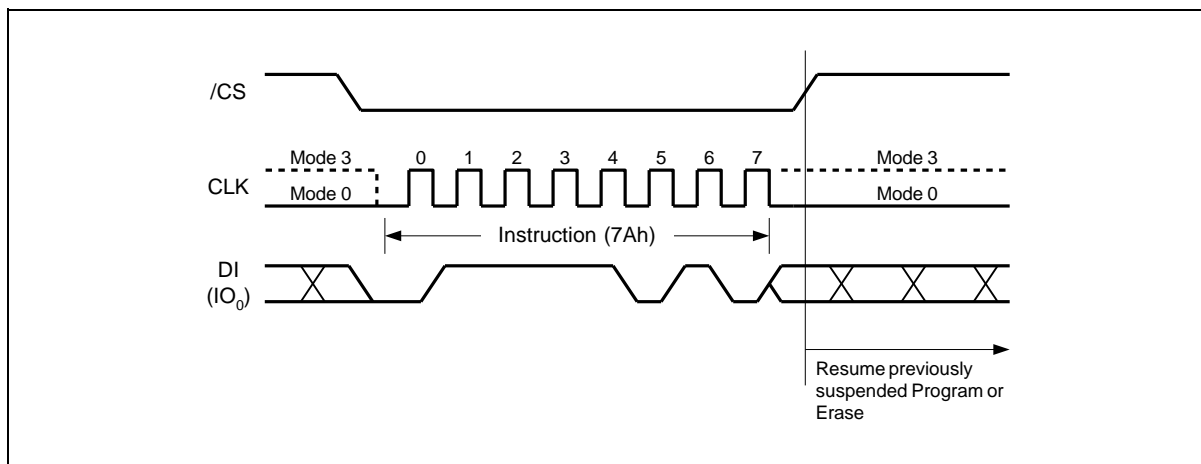 /CS
Mode 3 0 1 2 3 4 5 6 7 Mode 3
CLK
Mode 0 Mode 0
Instruction (7Ah)
DI
(IO0)
Resume previously
suspended Program or
Erase